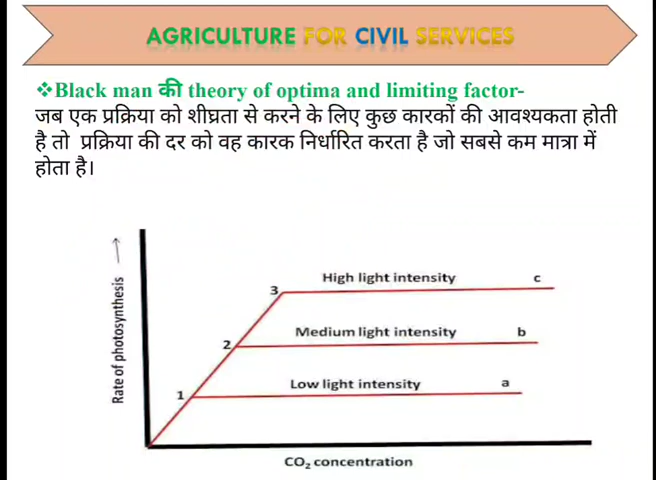 AGRICULTURE FOR CIVIL SERVICES
❖Black man की theory of optima and limiting factor-
जब एक प्रक्रिया को शीघ्रता से करने के लिए कुछ कारकों की आवश्यकता होती
है तो प्रक्रिया की दर को वह कारक निर्धारित करता है जो सबसे कम मात्रा में
होता है।
Rate of photosynthesis →
3 High light intensity c
2 Medium light intensity b
1 Low light intensity a
CO₂ concentration